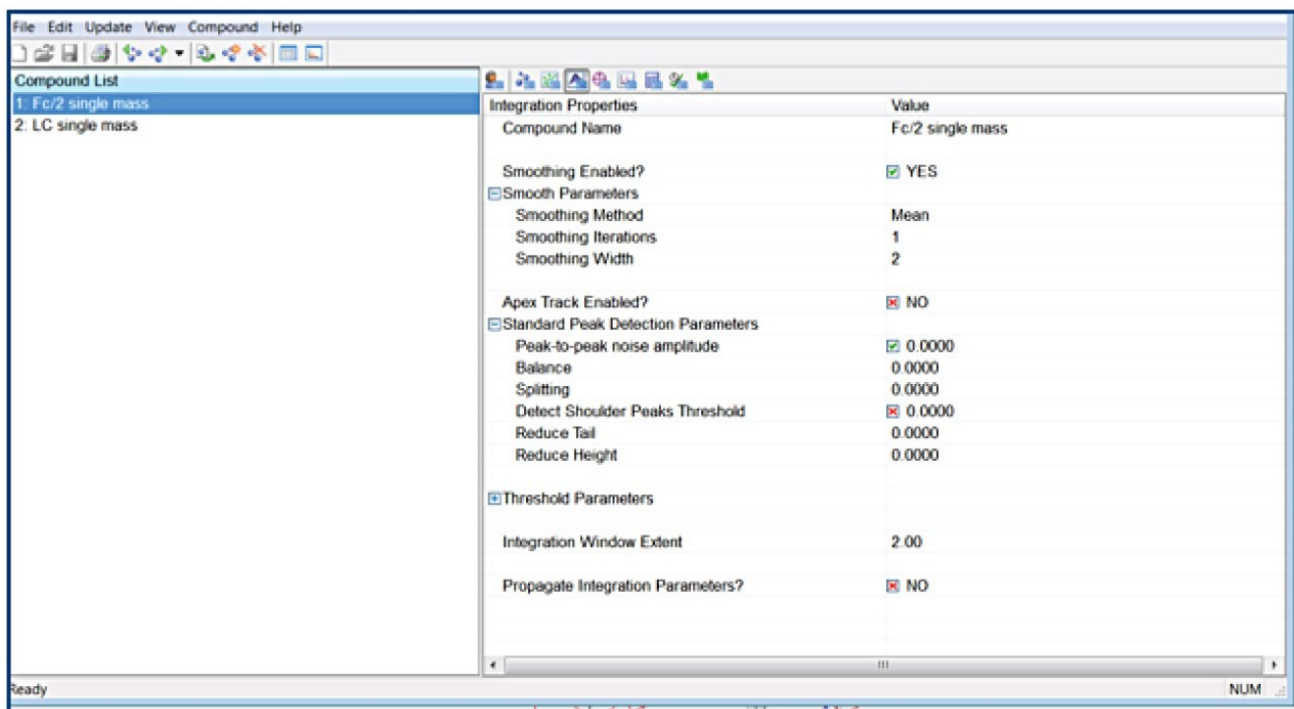 File Edit Update View Compound Help
Compound List
1: Fc/2 single mass
2: LC single mass
Integration Properties Value
Compound Name Fc/2 single mass
Smoothing Enabled? YES
Smooth Parameters
Smoothing Method Mean
Smoothing Iterations 1
Smoothing Width 2
Apex Track Enabled? NO
Standard Peak Detection Parameters
Peak-to-peak noise amplitude 0.0000
Balance 0.0000
Splitting 0.0000
Detect Shoulder Peaks Threshold 0.0000
Reduce Tail 0.0000
Reduce Height 0.0000
Threshold Parameters
Integration Window Extent 2.00
Propagate Integration Parameters? NO
Ready NUM